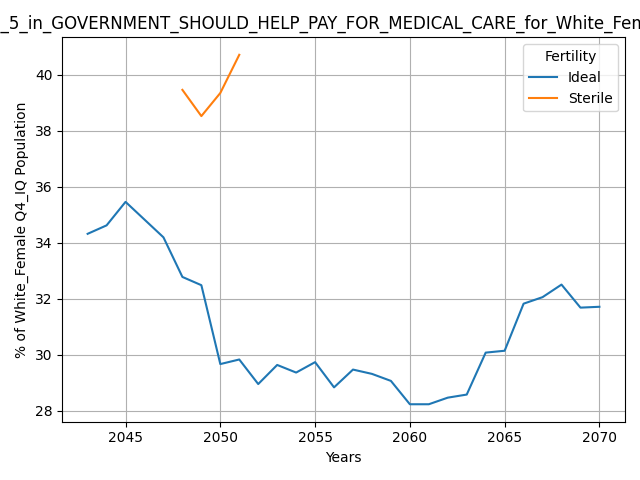 _5_in_GOVERNMENT_SHOULD_HELP_PAY_FOR_MEDICAL_CARE_for_White_Fem
Fertility
Ideal
Sterile
% of White_Female Q4_IQ Population
40
38
36
34
32
30
28
2045 2050 2055 2060 2065 2070
Years